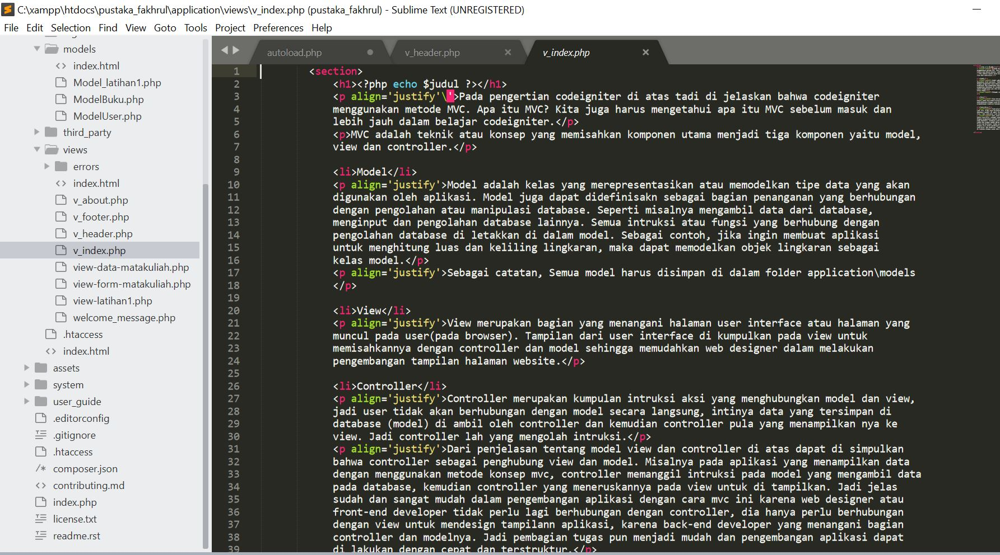 C:\xampp\htdocs\pustaka_fakhrul\application\views\v_index.php (pustaka_fakhrul) - Sublime Text (UNREGISTERED)
File Edit Selection Find View Goto Tools Project Preferences Help
models
index.html
Model_latihan1.php
ModelBuku.php
ModelUser.php
third_party
views
errors
index.html
v_about.php
v_footer.php
v_header.php
v_index.php
view-data-matakuliah.php
view-form-matakuliah.php
view-latihan1.php
welcome_message.php
.htaccess
index.html
assets
system
user_guide
.editorconfig
.gitignore
.htaccess
composer.json
contributing.md
index.php
license.txt
readme.rst
autoload.php v_header.php v_index.php
1 <section>
2 <h1><?php echo $judul ?></h1>
3 <p align='justify'\'>Pada pengertian codeigniter di atas tadi di jelaskan bahwa codeigniter
4 menggunakan metode MVC. Apa itu MVC? Kita juga harus mengetahui apa itu MVC sebelum masuk dan
5 lebih jauh dalam belajar codeigniter.</p>
6 <p>MVC adalah teknik atau konsep yang memisahkan komponen utama menjadi tiga komponen yaitu model,
7 view dan controller.</p>
8
9 <li>Model</li>
10 <p align='justify'>Model adalah kelas yang merepresentasikan atau memodelkan tipe data yang akan
11 digunakan oleh aplikasi. Model juga dapat didefinisakn sebagai bagian penanganan yang berhubungan
12 dengan pengolahan atau manipulasi database. Seperti misalnya mengambil data dari database,
13 menginput dan pengolahan database lainnya. Semua intruksi atau fungsi yang berhubung dengan
14 pengolahan database di letakkan di dalam model. Sebagai contoh, jika ingin membuat aplikasi
15 untuk menghitung luas dan keliling lingkaran, maka dapat memodelkan objek lingkaran sebagai
16 kelas model.</p>
17 <p align='justify'>Sebagai catatan, Semua model harus disimpan di dalam folder application\models
18 </p>
19
20 <li>View</li>
21 <p align='justify'>View merupakan bagian yang menangani halaman user interface atau halaman yang
22 muncul pada user(pada browser). Tampilan dari user interface di kumpulkan pada view untuk
23 memisahkannya dengan controller dan model sehingga memudahkan web designer dalam melakukan
24 pengembangan tampilan halaman website.</p>
25
26 <li>Controller</li>
27 <p align='justify'>Controller merupakan kumpulan intruksi aksi yang menghubungkan model dan view,
28 jadi user tidak akan berhubungan dengan model secara langsung, intinya data yang tersimpan di
29 database (model) di ambil oleh controller dan kemudian controller pula yang menampilkan nya ke
30 view. Jadi controller lah yang mengolah intruksi.</p>
31 <p align='justify'>Dari penjelasan tentang model view dan controller di atas dapat di simpulkan
32 bahwa controller sebagai penghubung view dan model. Misalnya pada aplikasi yang menampilkan data
33 dengan menggunakan metode konsep mvc, controller memanggil intruksi pada model yang mengambil data
34 pada database, kemudian controller yang meneruskannya pada view untuk di tampilkan. Jadi jelas
35 sudah dan sangat mudah dalam pengembangan aplikasi dengan cara mvc ini karena web designer atau
36 front-end developer tidak perlu lagi berhubungan dengan controller, dia hanya perlu berhubungan
37 dengan view untuk mendesign tampilann aplikasi, karena back-end developer yang menangani bagian
38 controller dan modelnya. Jadi pembagian tugas pun menjadi mudah dan pengembangan aplikasi dapat
39 di lakukan dengan cepat dan terstruktur.</p>